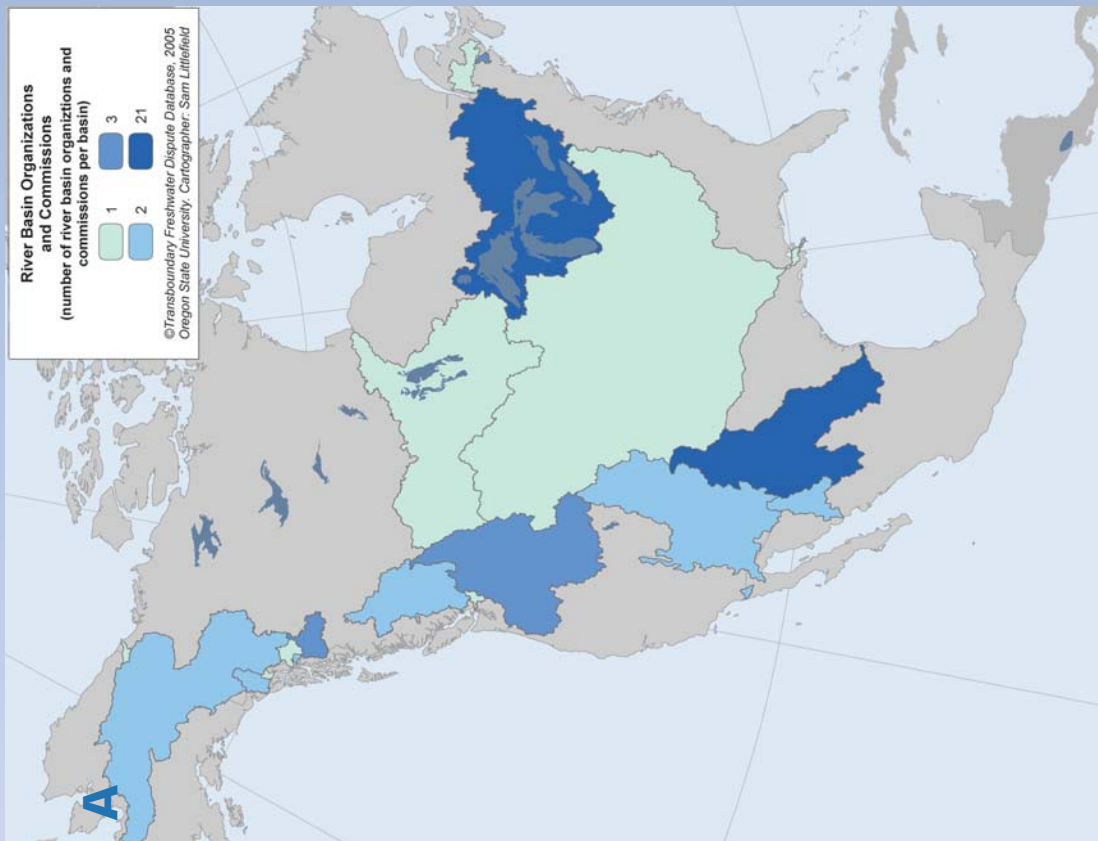 River Basin Organizations
and Commissions
(number of river basin organiztions and
commissions per basin)
1
3
2
21
©Transboundary Freshwater Dispute Database, 2005
Oregon State University. Cartographer: Sam Littlefield
A